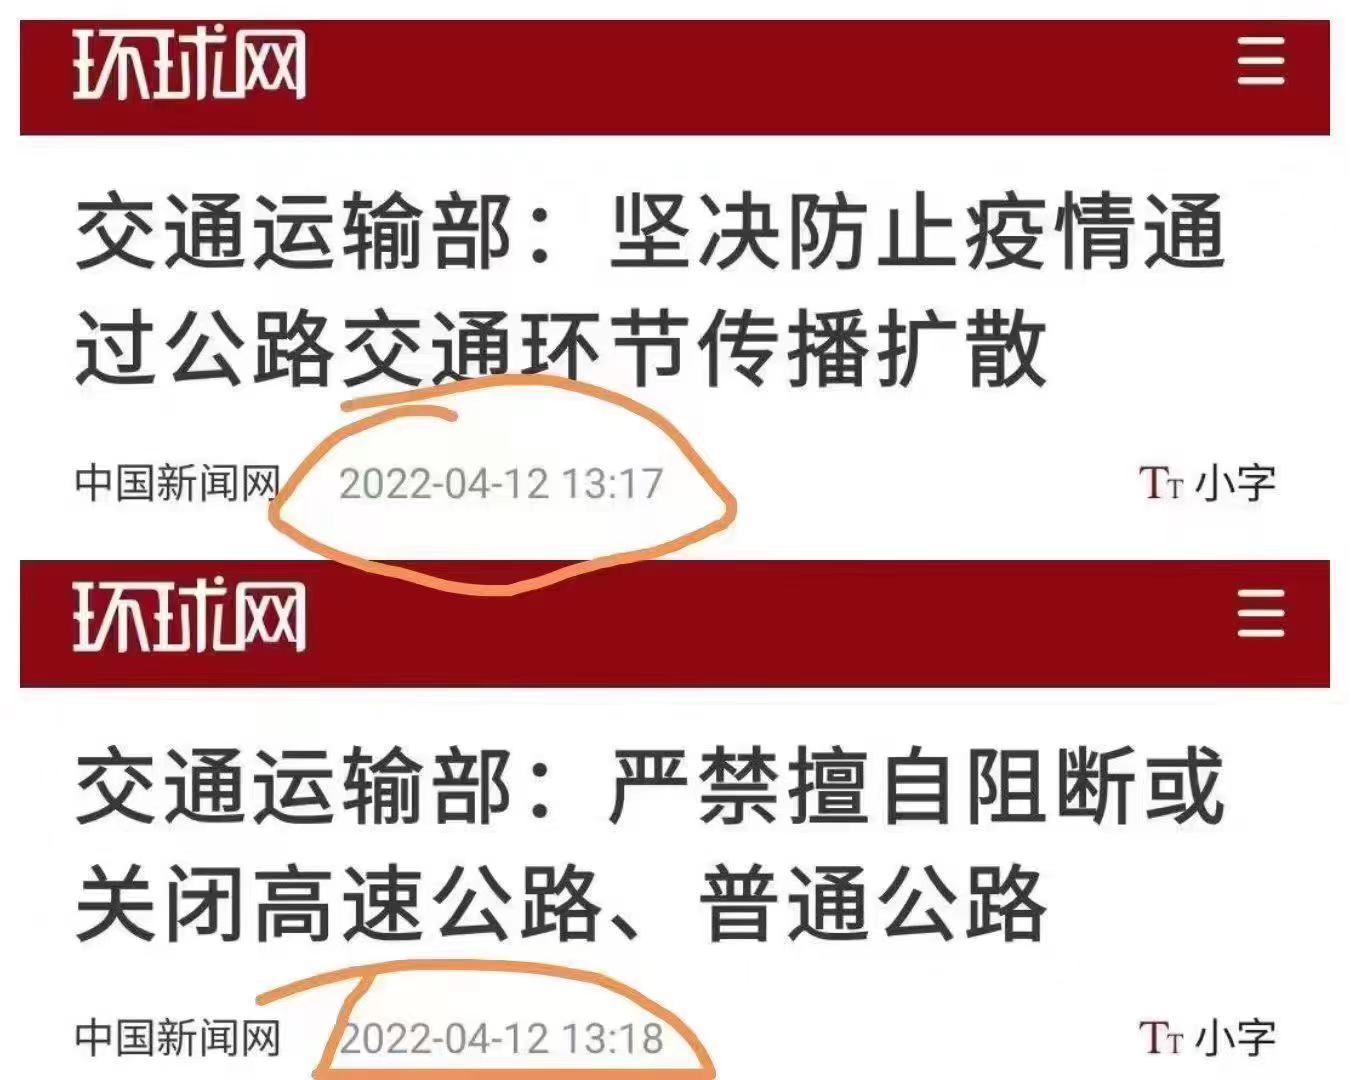 环球网
交通运输部：坚决防止疫情通
过公路交通环节传播扩散
中国新闻网 2022-04-12 13:17 TT 小字
环球网
交通运输部：严禁擅自阻断或
关闭高速公路、普通公路
中国新闻网 2022-04-12 13:18 TT 小字